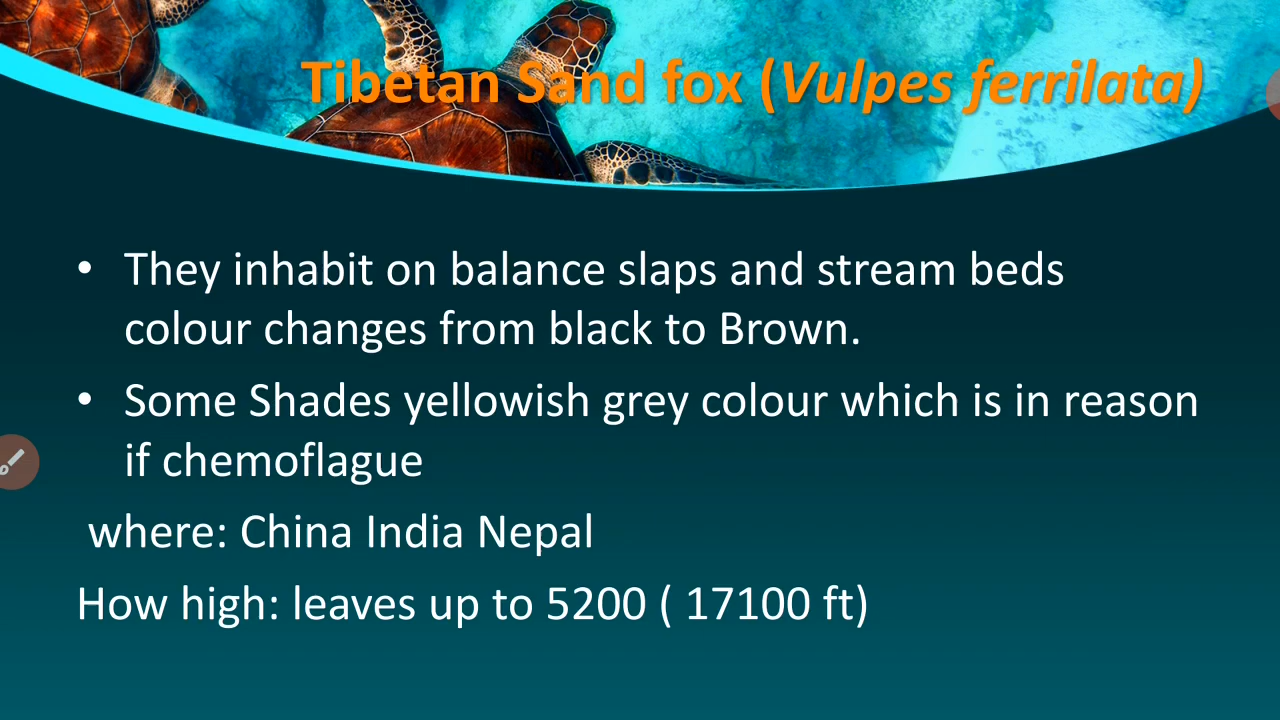 Tibetan Sand fox (Vulpes ferrilata)
• They inhabit on balance slaps and stream beds
colour changes from black to Brown.
• Some Shades yellowish grey colour which is in reason
if chemoflague
where: China India Nepal
How high: leaves up to 5200 ( 17100 ft)